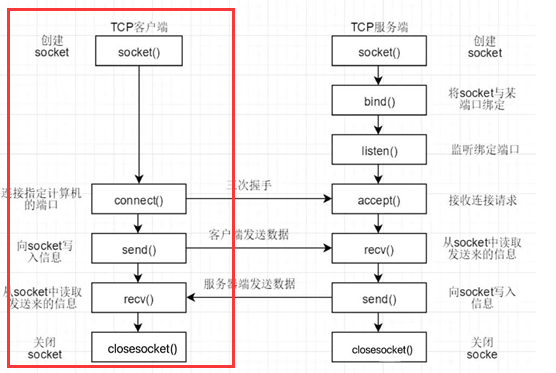 TCP客户端
TCP服务端
创建
socket
socket()
socket()
创建
socket
bind()
将socket与某
端口绑定
listen()
监听绑定端口
连接指定计算机
的端口
connect()
三次握手
accept()
接收连接请求
向socket写
入信息
send()
客户端发送数据
recv()
从socket中读取
发送来的信息
从socket中读取
发送来的信息
recv()
服务器端发送数据
send()
向socket写入
信息
closesocket()
关闭
socket
closesocket()
关闭
socke